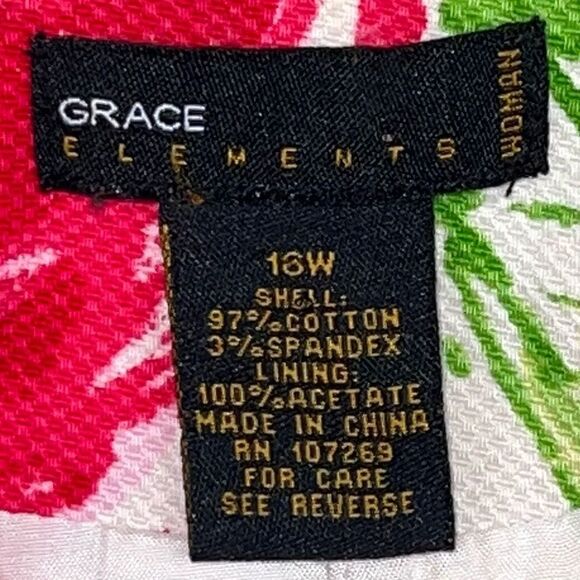 GRACE
ELEMENTS
WOMAN
16W
SHELL:
97%COTTON
3%SPANDEX
LINING:
100%ACETATE
MADE IN CHINA
RN 107269
FOR CARE
SEE REVERSE